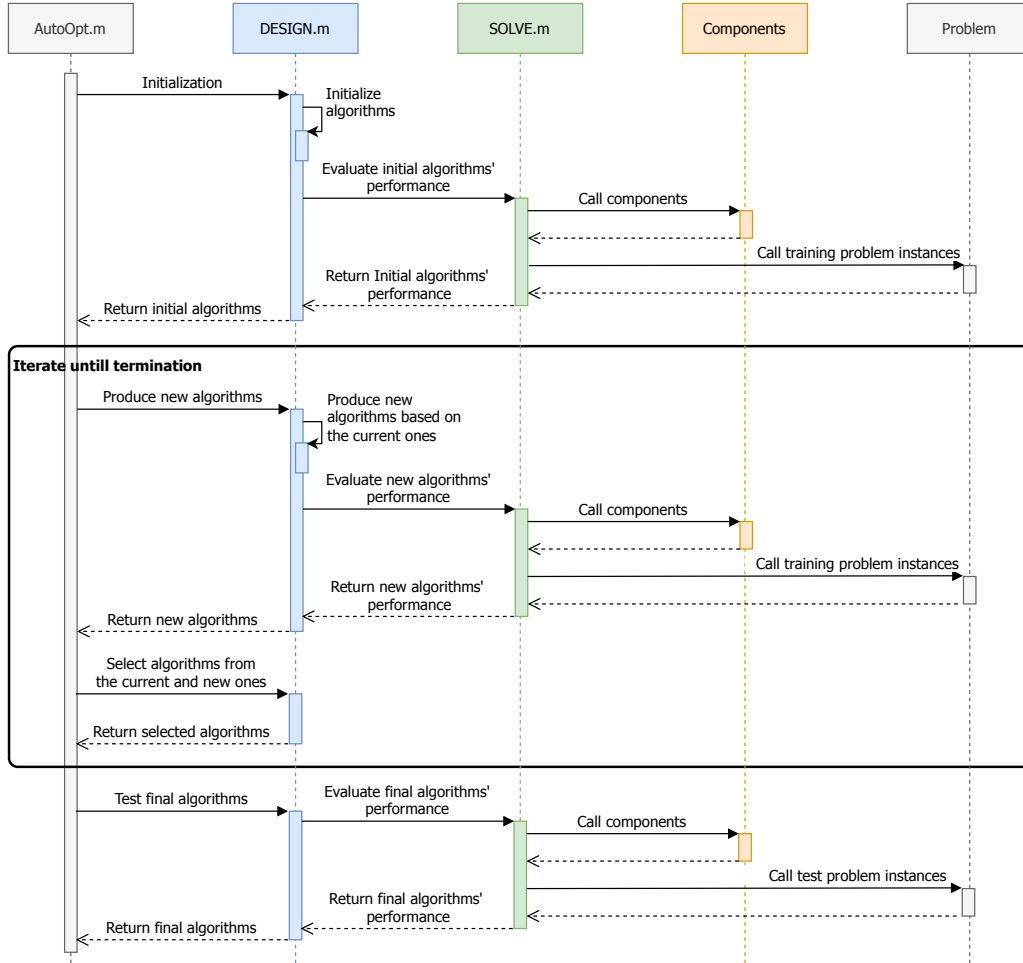 AutoOpt.m
DESIGN.m
SOLVE.m
Components
Problem
Initialization
Initialize
algorithms
Evaluate initial algorithms'
performance
Call components
Call training problem instances
Return Initial algorithms'
performance
Return initial algorithms
Iterate untill termination
Produce new algorithms
Produce new
algorithms based on
the current ones
Evaluate new algorithms'
performance
Call components
Call training problem instances
Return new algorithms'
performance
Return new algorithms
Select algorithms from
the current and new ones
Return selected algorithms
Test final algorithms
Evaluate final algorithms'
performance
Call components
Call test problem instances
Return final algorithms'
performance
Return final algorithms